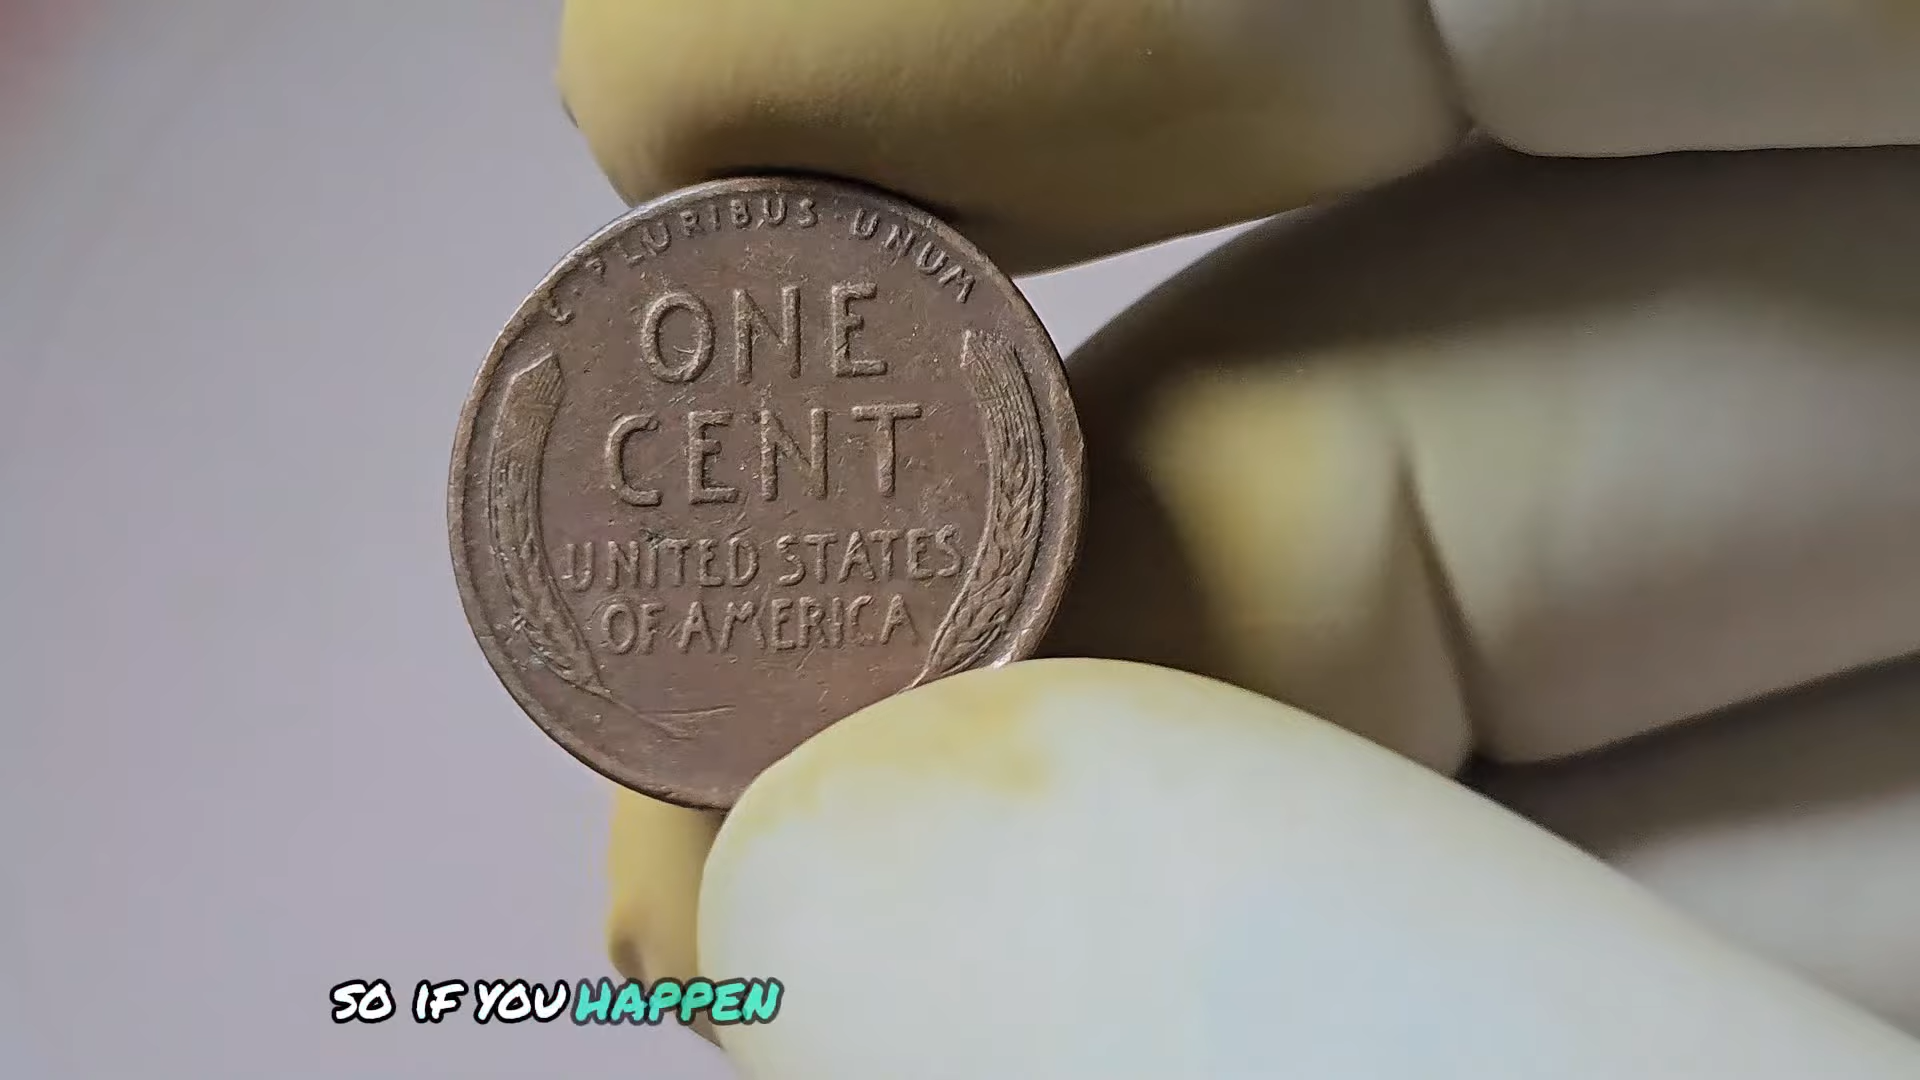 E · PLURIBUS · UNUM
ONE
CENT
UNITED STATES
OF AMERICA
SO IF YOU HAPPEN